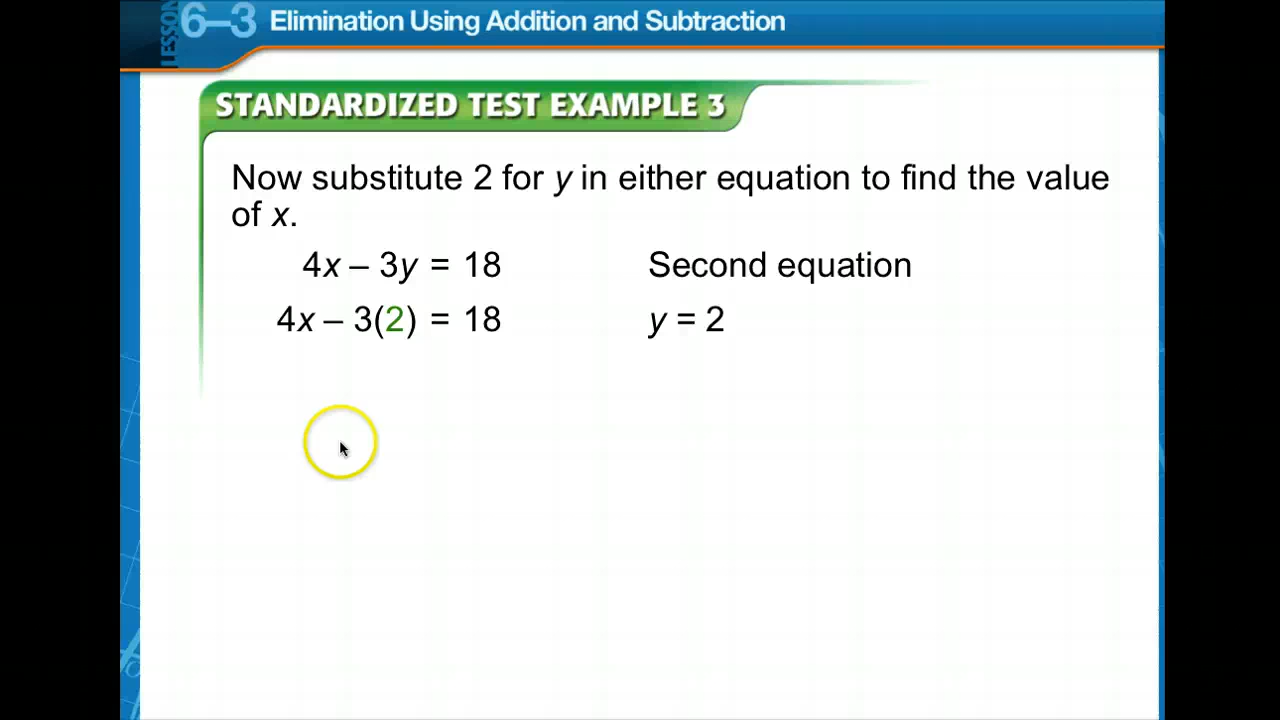 LESSON 6–3 Elimination Using Addition and Subtraction
STANDARDIZED TEST EXAMPLE 3
Now substitute 2 for y in either equation to find the value
of x.
4x – 3y = 18 Second equation
4x – 3(2) = 18 y = 2